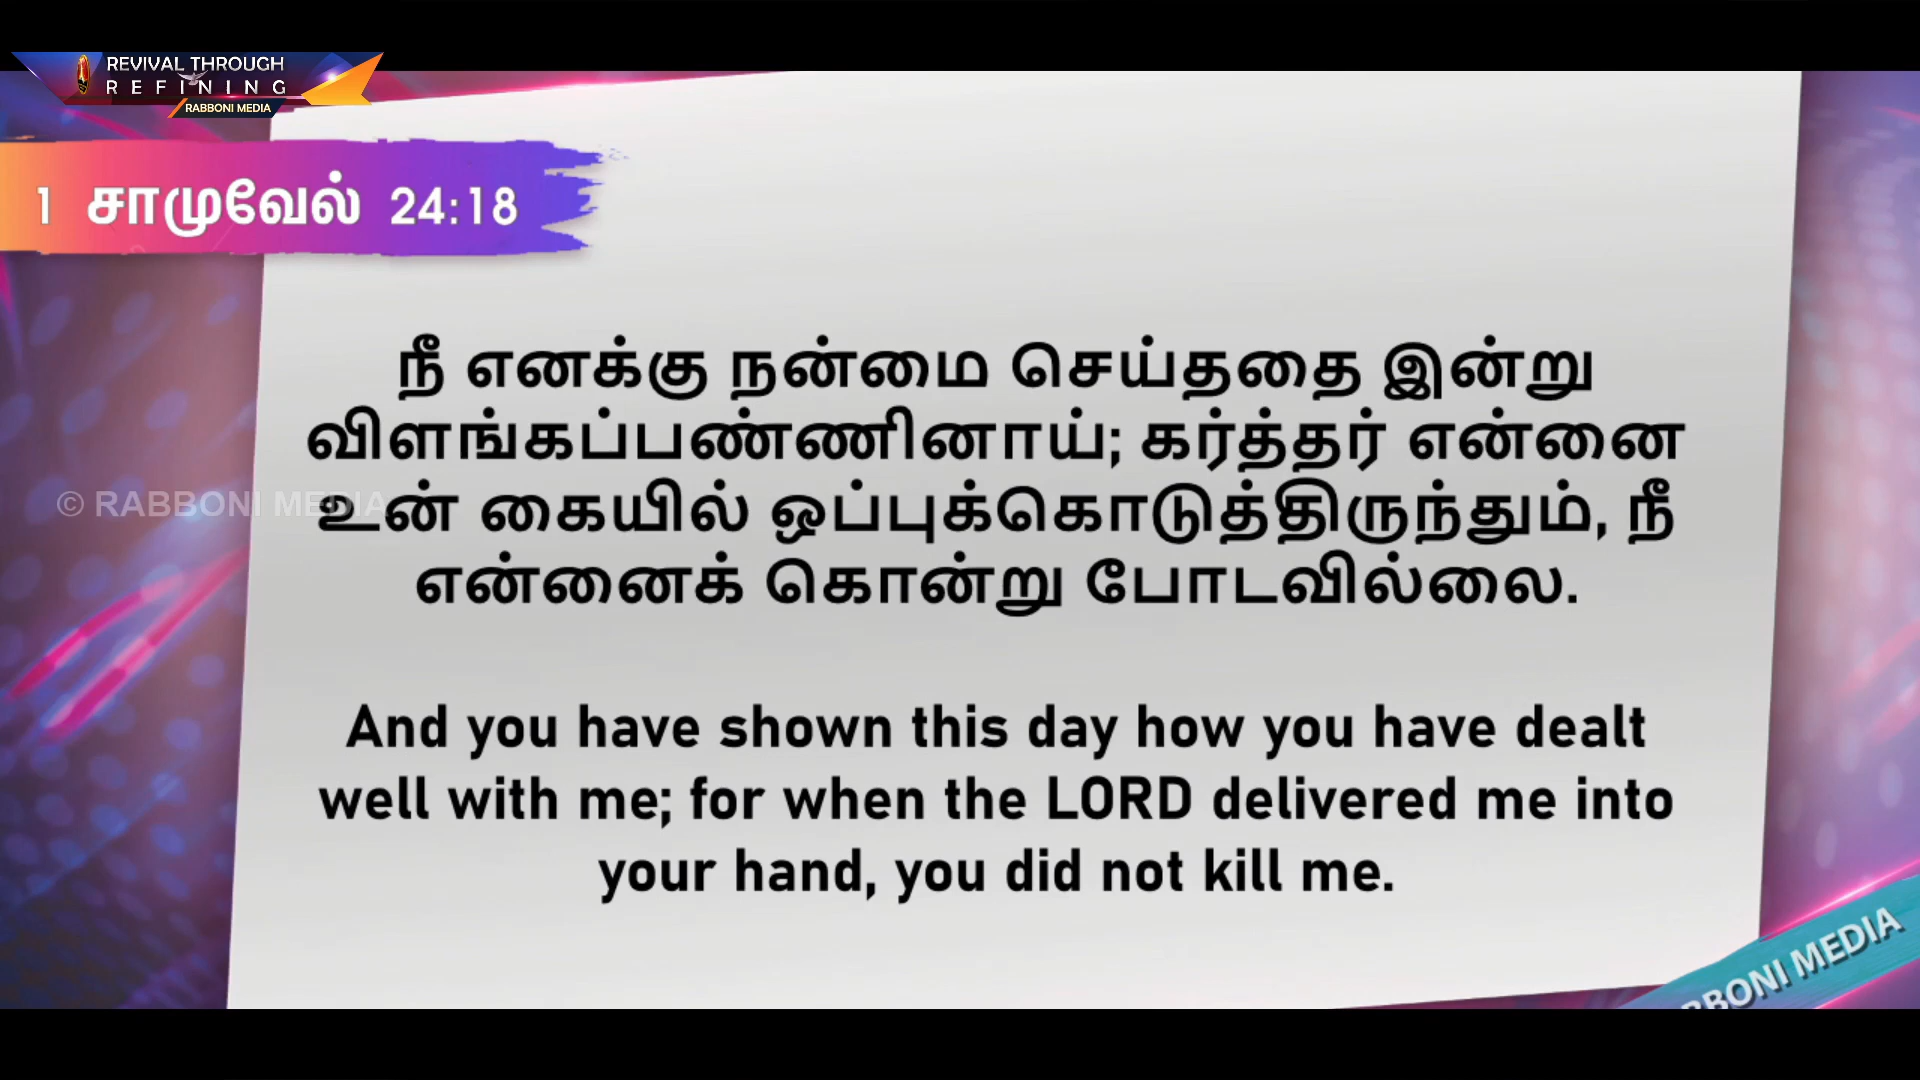 REVIVAL THROUGH
REFINING
RABBONI MEDIA
1 சாமுவேல் 24:18
நீ எனக்கு நன்மை செய்ததை இன்று
விளங்கப்பண்ணினாய்; கர்த்தர் என்னை
உன் கையில் ஒப்புக்கொடுத்திருந்தும், நீ
என்னைக் கொன்று போடவில்லை.
© RABBONI MEDIA
And you have shown this day how you have dealt
well with me; for when the LORD delivered me into
your hand, you did not kill me.
BBONI MEDIA